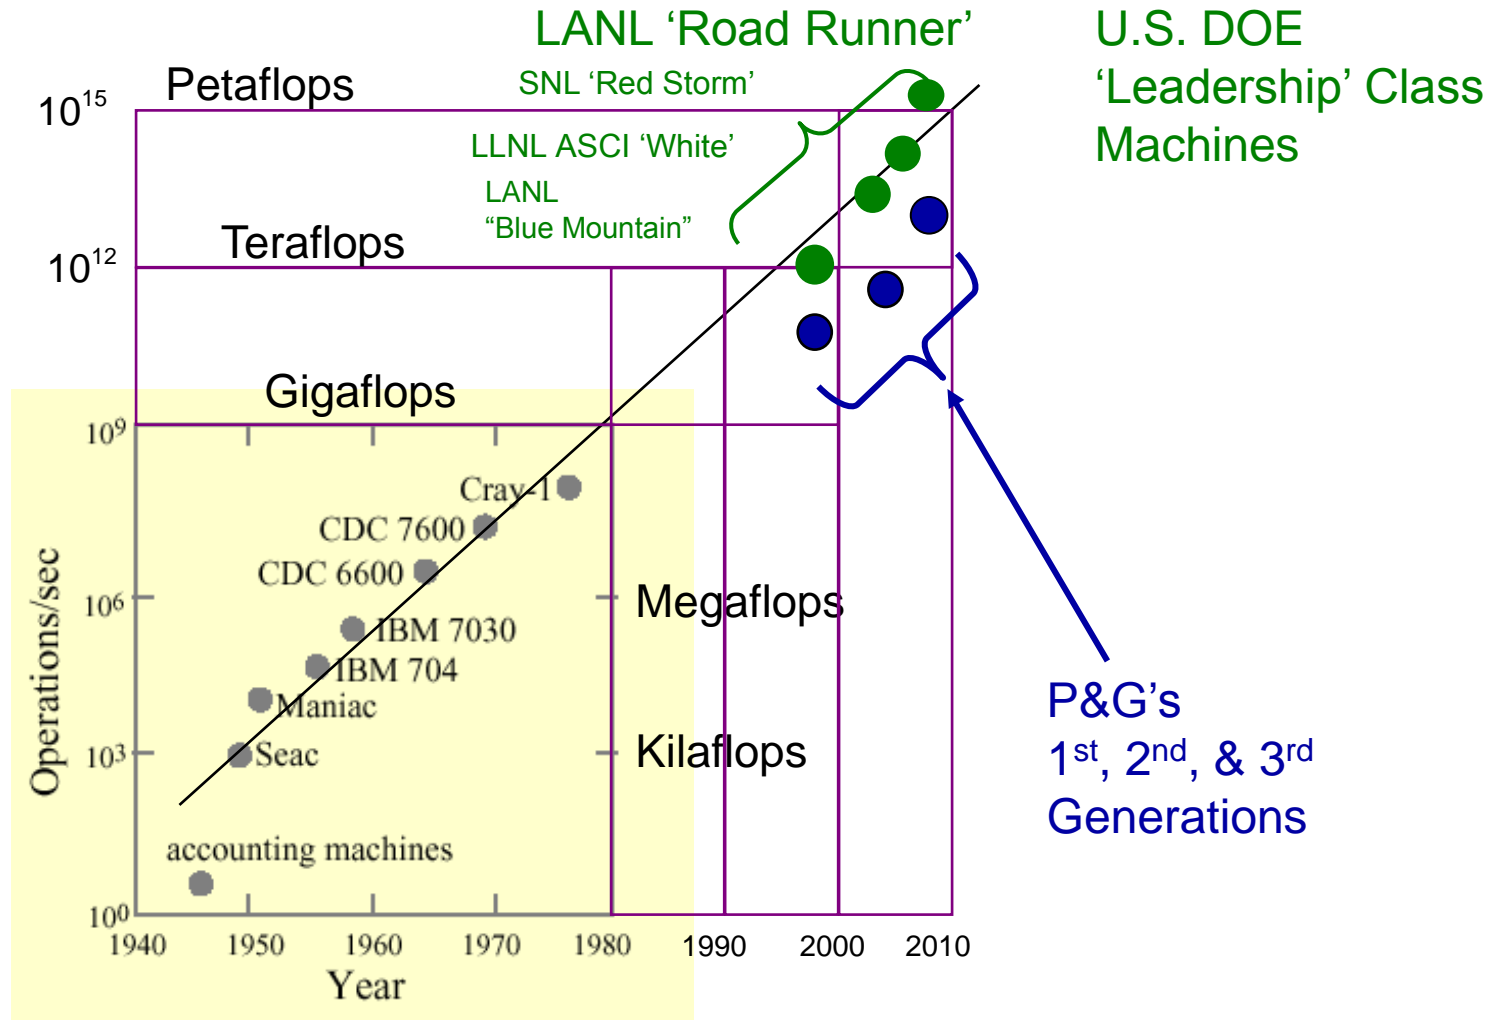 LANL ‘Road Runner’
U.S. DOE
‘Leadership’ Class
Machines
Petaflops
SNL ‘Red Storm’
10^15
LLNL ASCI ‘White’
LANL
“Blue Mountain”
Teraflops
10^12
Gigaflops
10^9
Cray-1
CDC 7600
CDC 6600
10^6
Megaflops
IBM 7030
IBM 704
Maniac
10^3
Seac
Kilaflops
Operations/sec
P&G’s
1st, 2nd, & 3rd
Generations
accounting machines
10^0
1940 1950 1960 1970 1980 1990 2000 2010
Year